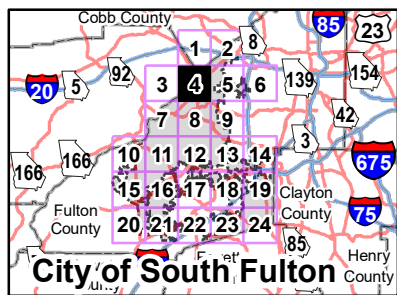 Cobb County
85
23
1 2 8
92
5
20
3 4 5 6
139
154
7 8 9
42
3
10 11 12 13 14
166
166
675
15 16 17 18 19
Clayton
County
Fulton
County
75
20 21 22 23 24
85
Henry
County
City of South Fulton